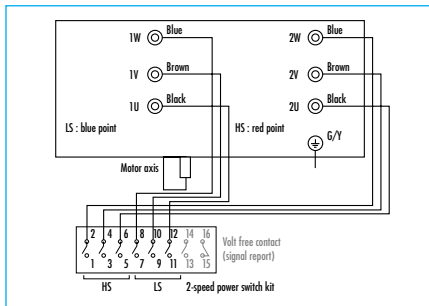 1W Blue 2W Blue
1V Brown 2V Brown
1U Black 2U Black
LS : blue point HS : red point
G/Y
Motor axis
2 4 6 8 10 12 14 16
Volt free contact
(signal report)
1 3 5 7 9 11 13 15
HS LS 2-speed power switch kit